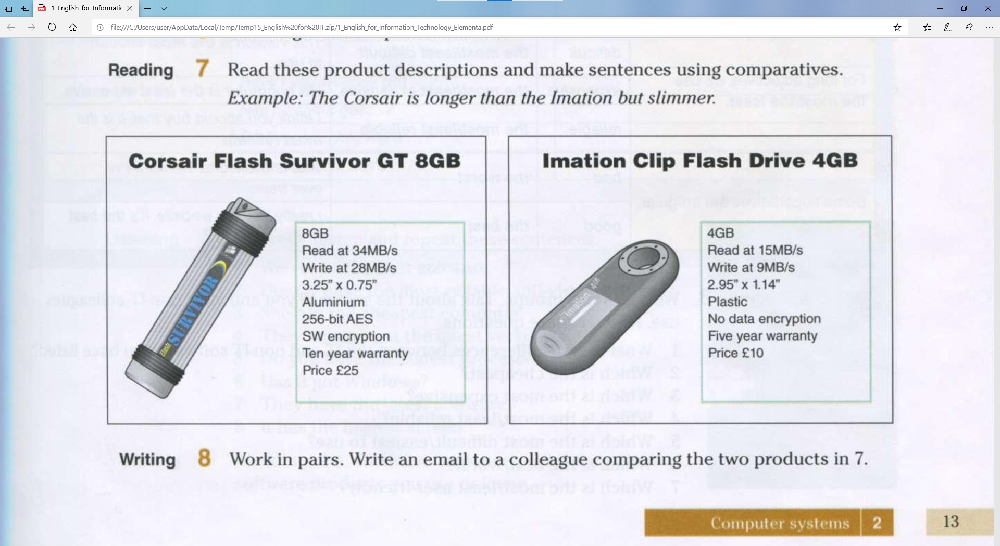 1_English_for_Informatic
file:///C:/Users/user/AppData/Local/Temp/Temp15_English%20for%20IT.zip/1_English_for_Information_Technology_Elementa.pdf
Reading 7 Read these product descriptions and make sentences using comparatives.
Example: The Corsair is longer than the Imation but slimmer.
Corsair Flash Survivor GT 8GB
Flash SURVIVOR
8GB
Read at 34MB/s
Write at 28MB/s
3.25” x 0.75”
Aluminium
256-bit AES
SW encryption
Ten year warranty
Price £25
Imation Clip Flash Drive 4GB
imation 4GB
4GB
Read at 15MB/s
Write at 9MB/s
2.95” x 1.14”
Plastic
No data encryption
Five year warranty
Price £10
Writing 8 Work in pairs. Write an email to a colleague comparing the two products in 7.
Computer systems 2 13